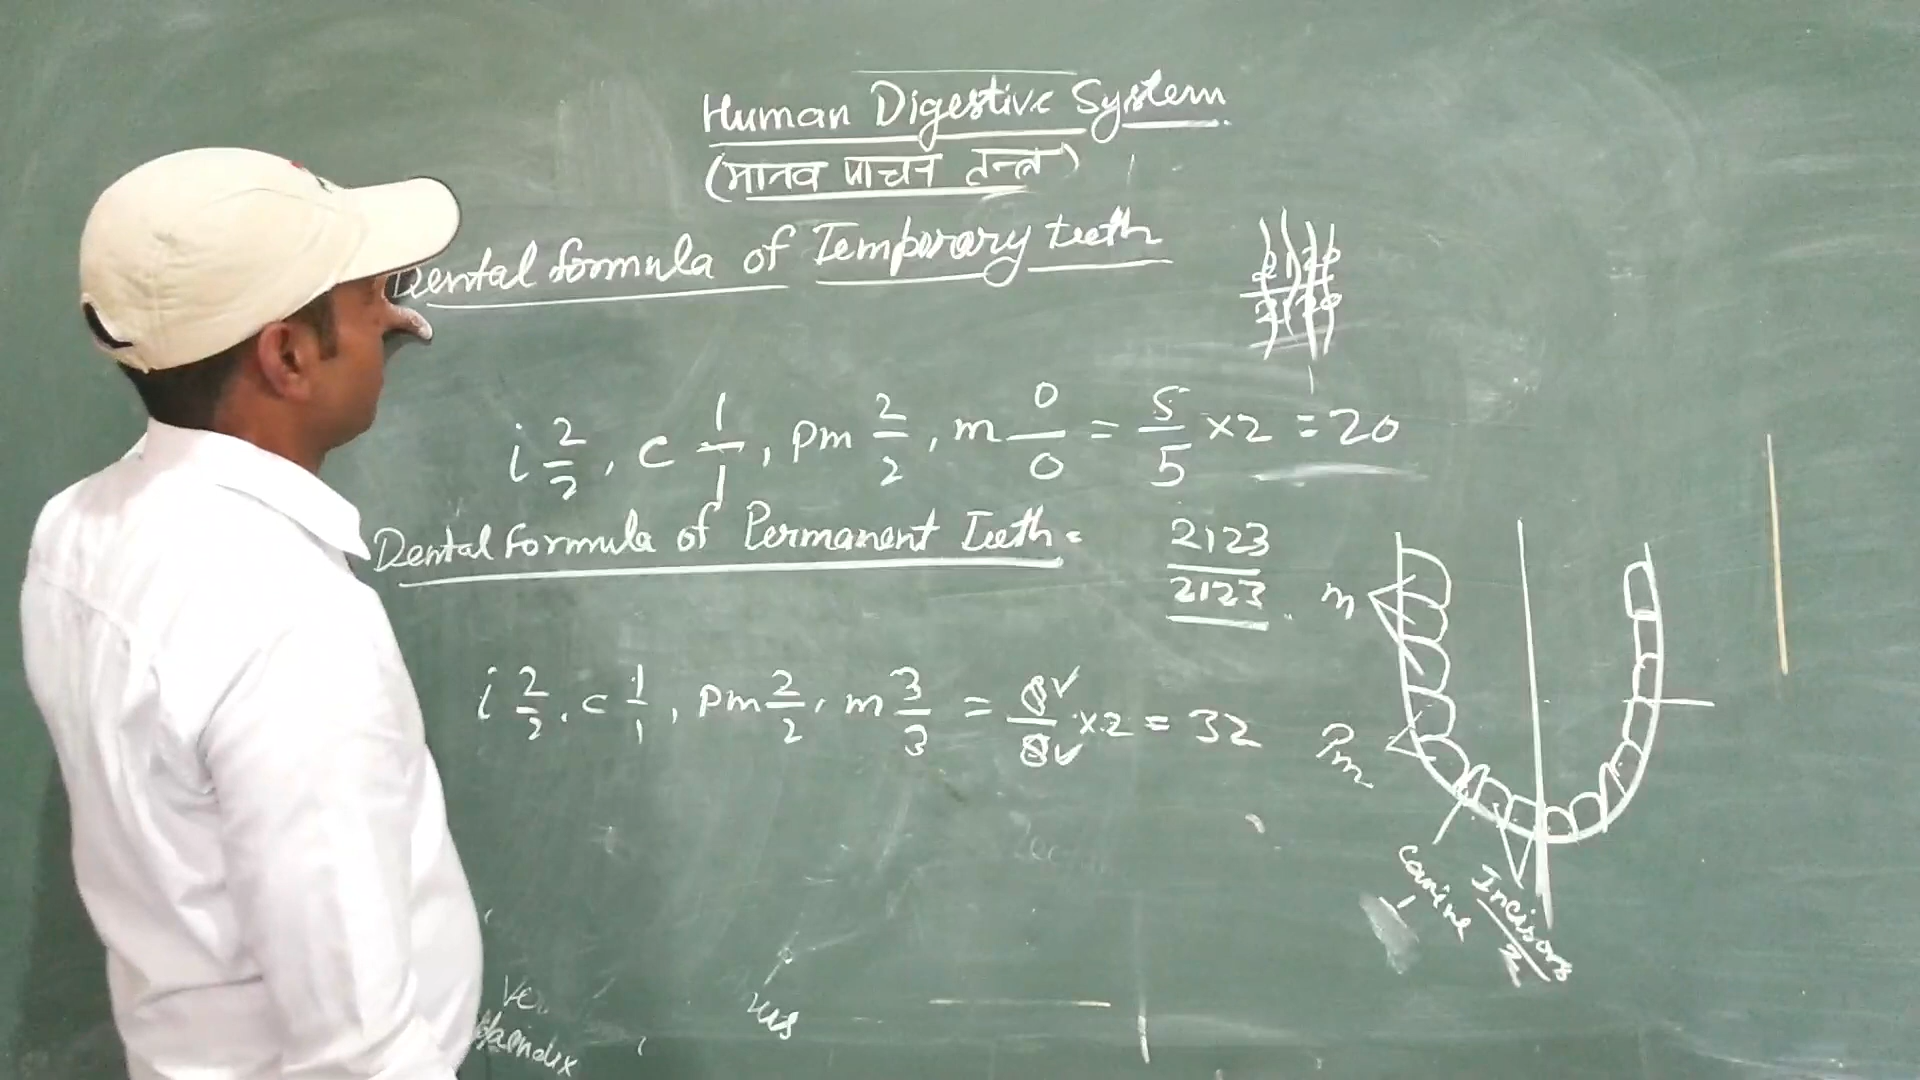 Human Digestive System
(मानव पाचन तन्त्र)
Dental formula of Temporary teeth
i 2/2, c 1/1, pm 2/2, m 0/0 = 5/5 ×2 = 20
Dental formula of Permanent Teeth = 2123/2123
i 2/2, c 1/1, pm 2/2, m 3/3 = 8✓/8✓ ×2 = 32
m
Pm
Canine
1
Incisors
2